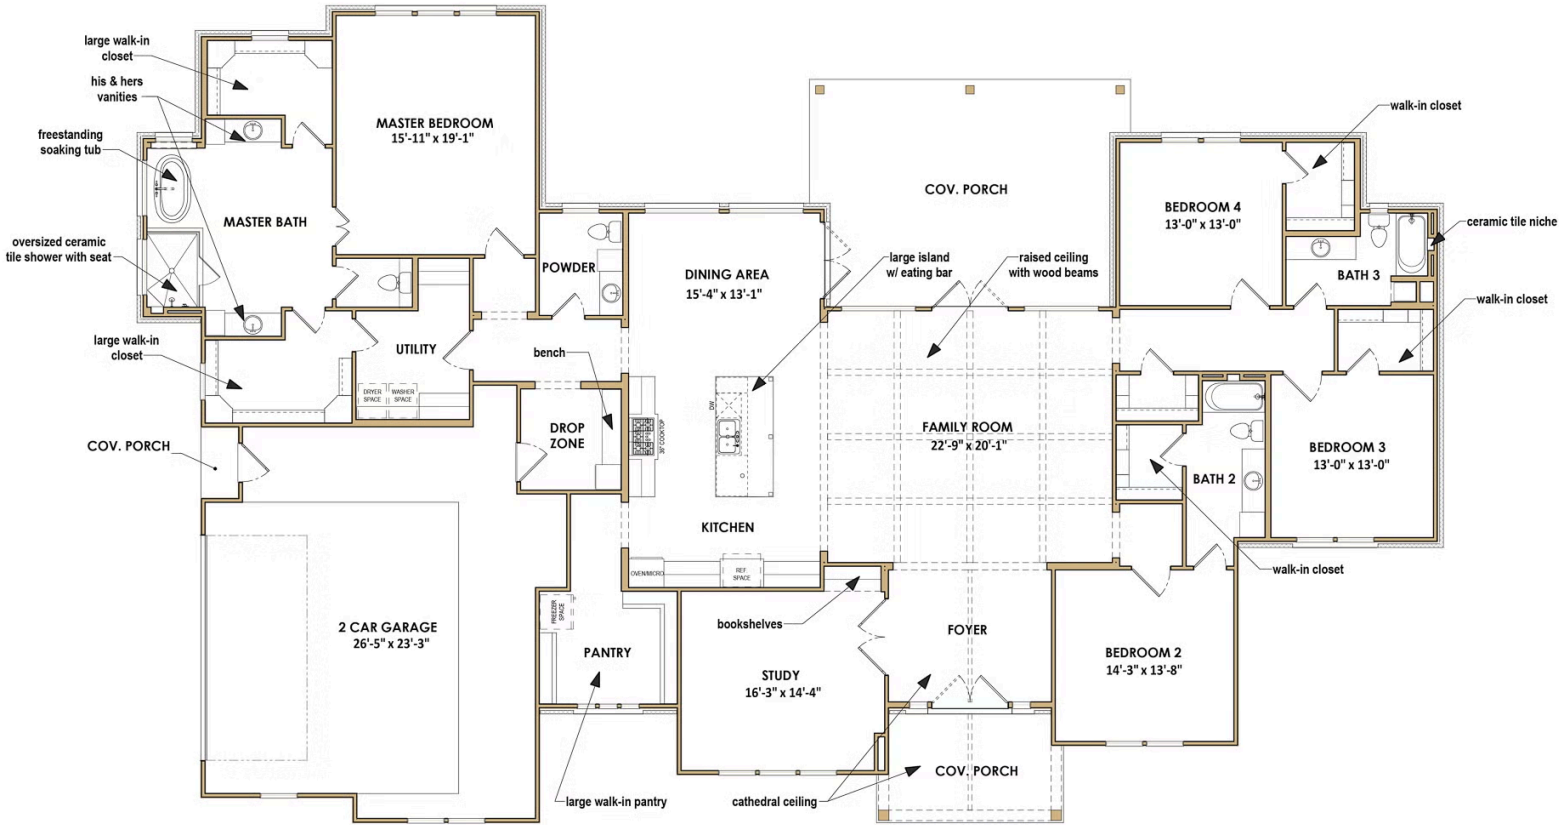 large walk-in
closet
his & hers
vanities
freestanding
soaking tub
MASTER BEDROOM
15'-11" x 19'-1"
MASTER BATH
oversized ceramic
tile shower with seat
large walk-in
closet
UTILITY
DRYER
SPACE
WASHER
SPACE
POWDER
bench
DROP
ZONE
COV. PORCH
2 CAR GARAGE
26'-5" x 23'-3"
DINING AREA
15'-4" x 13'-1"
COV. PORCH
large island
w/ eating bar
raised ceiling
with wood beams
DW
30" COOKTOP
KITCHEN
OVEN/MICRO
REF.
SPACE
FREEZER
SPACE
PANTRY
large walk-in pantry
bookshelves
STUDY
16'-3" x 14'-4"
cathedral ceiling
FAMILY ROOM
22'-9" x 20'-1"
FOYER
COV. PORCH
walk-in closet
BEDROOM 4
13'-0" x 13'-0"
ceramic tile niche
BATH 3
walk-in closet
BEDROOM 3
13'-0" x 13'-0"
BATH 2
walk-in closet
BEDROOM 2
14'-3" x 13'-8"